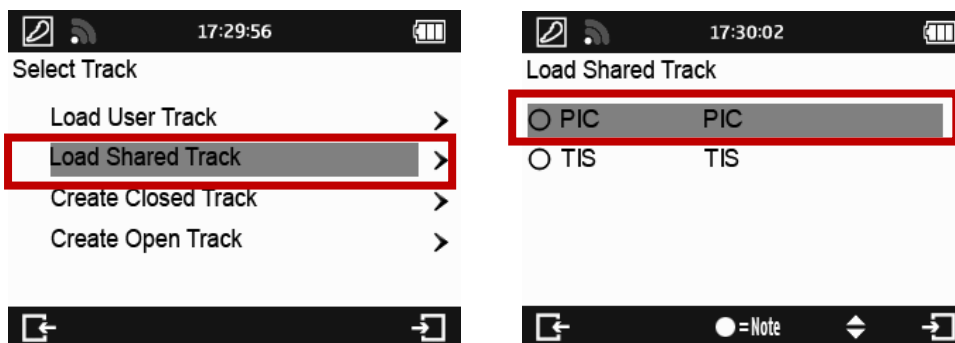 17:29:56
Select Track
Load User Track
Load Shared Track
Create Closed Track
Create Open Track
17:30:02
Load Shared Track
PIC PIC
TIS TIS
=Note